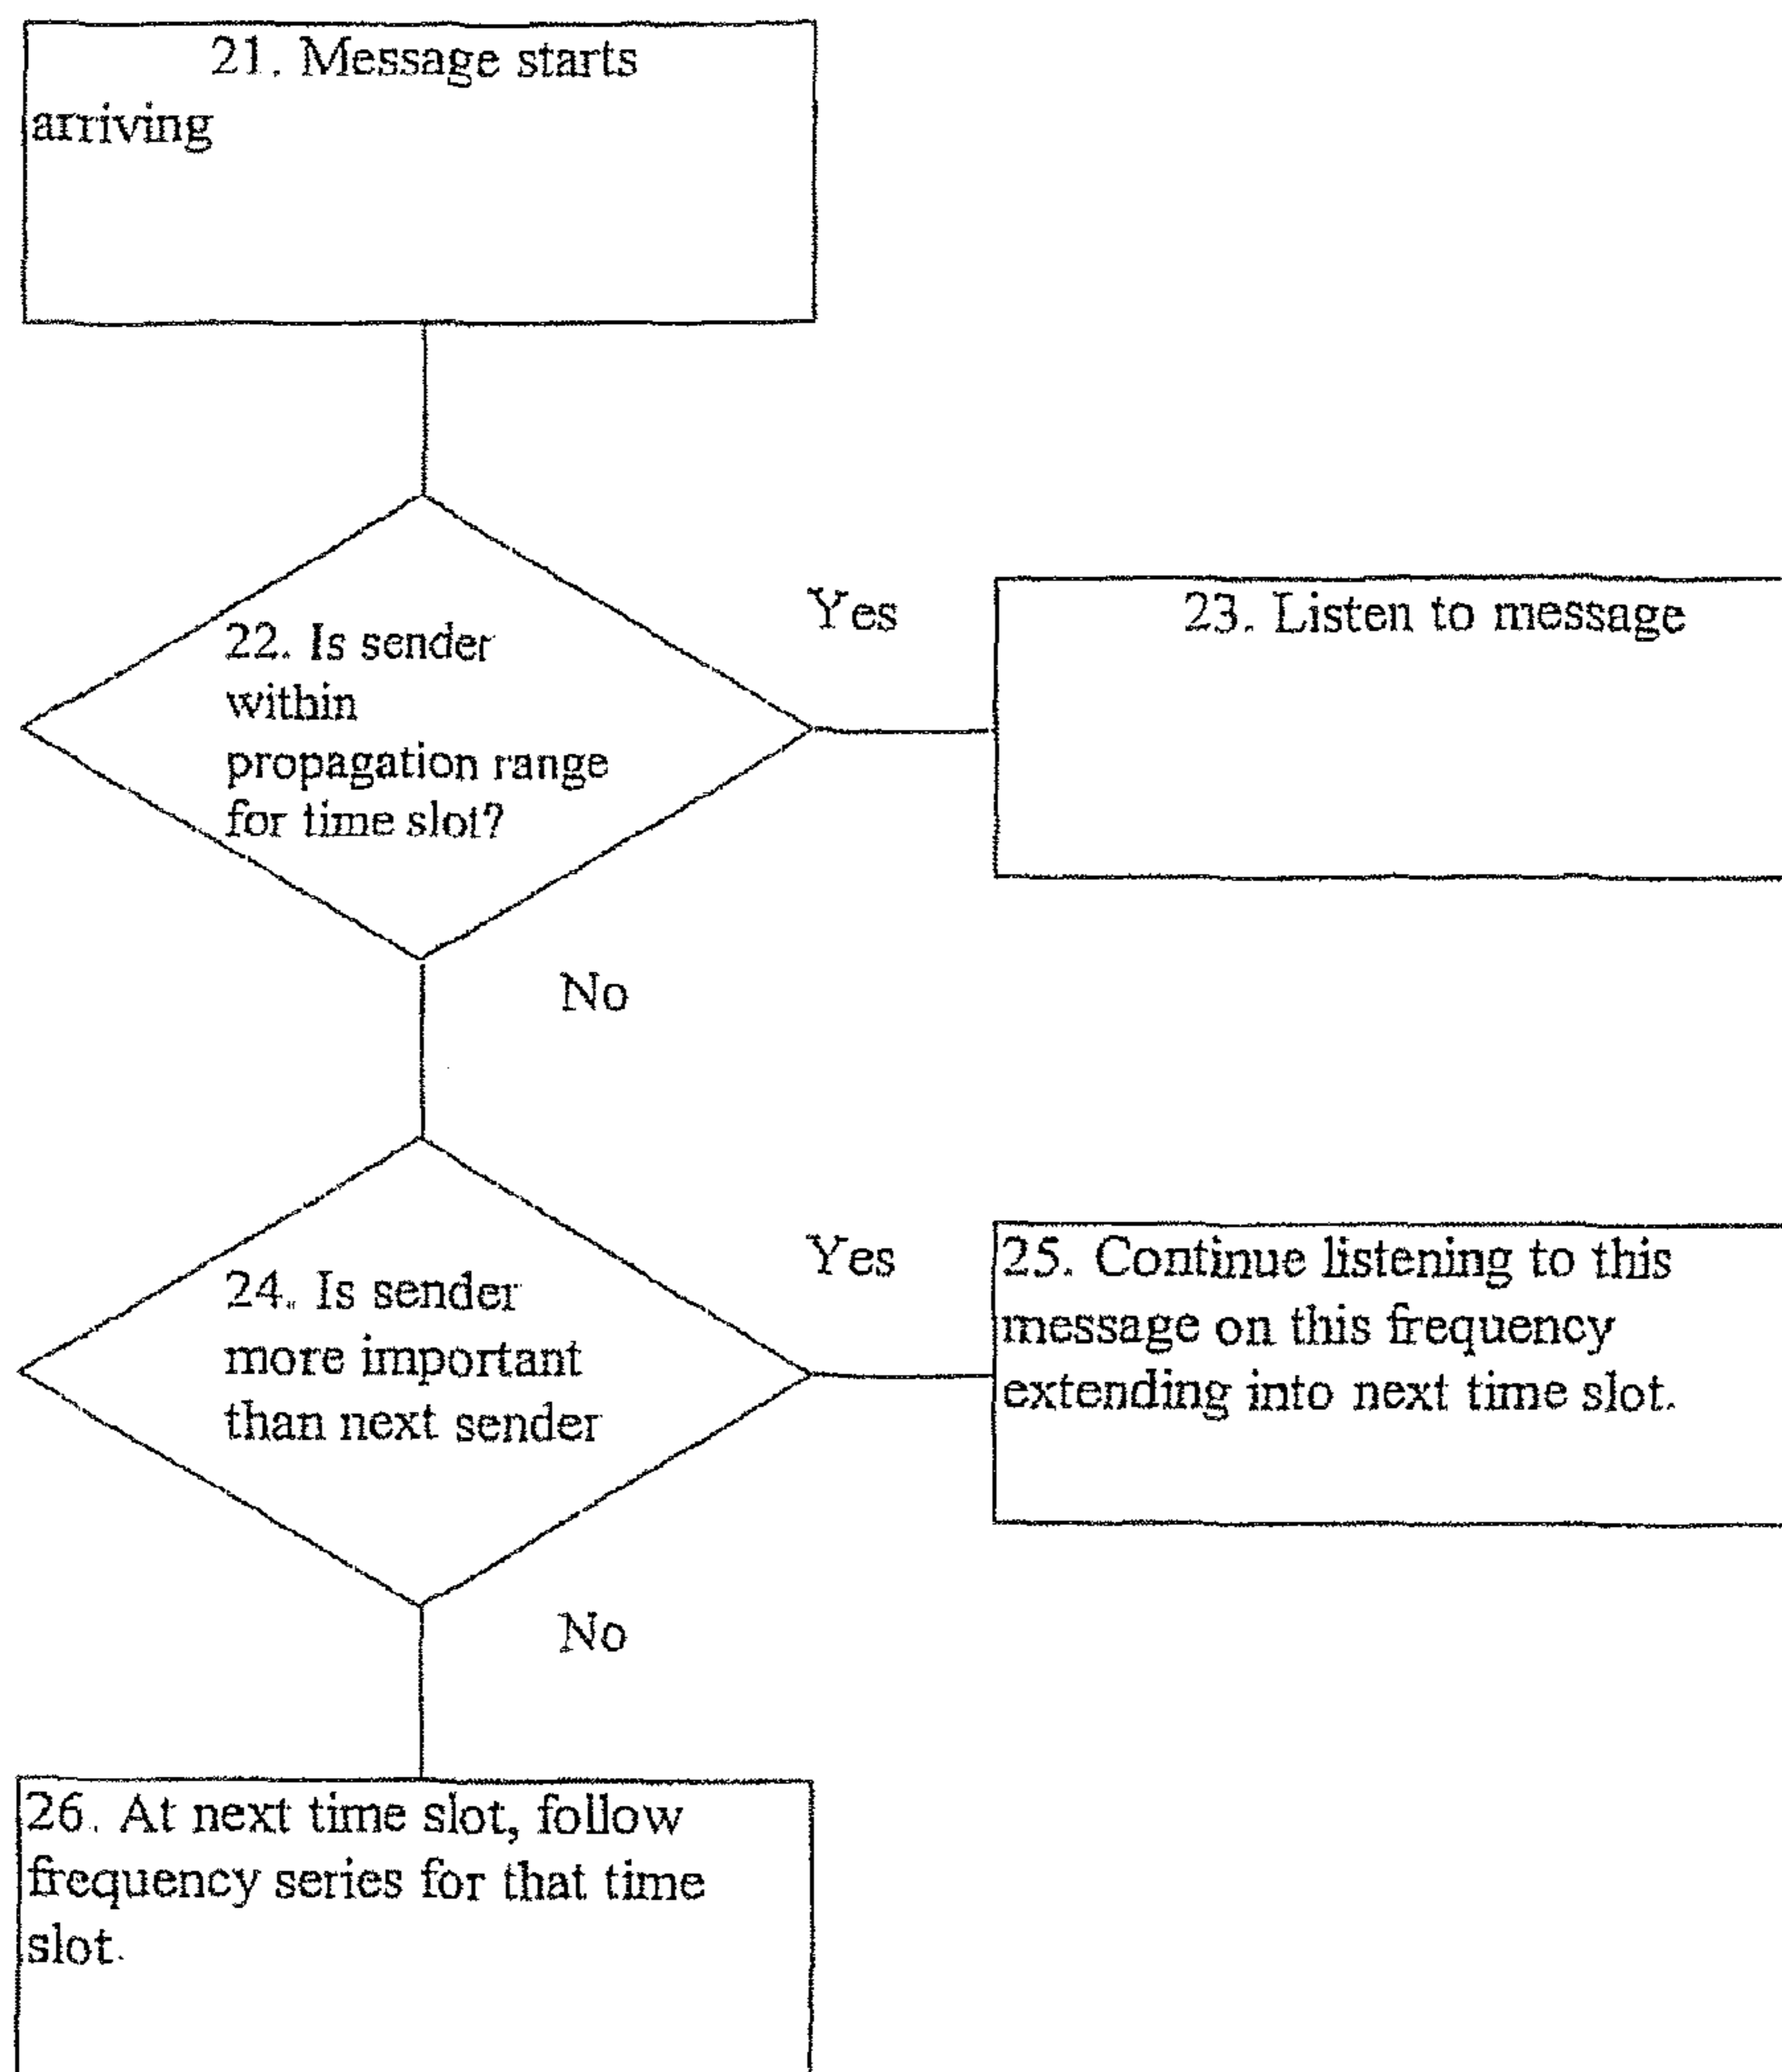 21. Message starts
arriving
22. Is sender
within
propagation range
for time slot?
Yes
23. Listen to message
No
24. Is sender
more important
than next sender
Yes
25. Continue listening to this
message on this frequency
extending into next time slot.
No
26. At next time slot, follow
frequency series for that time
slot.